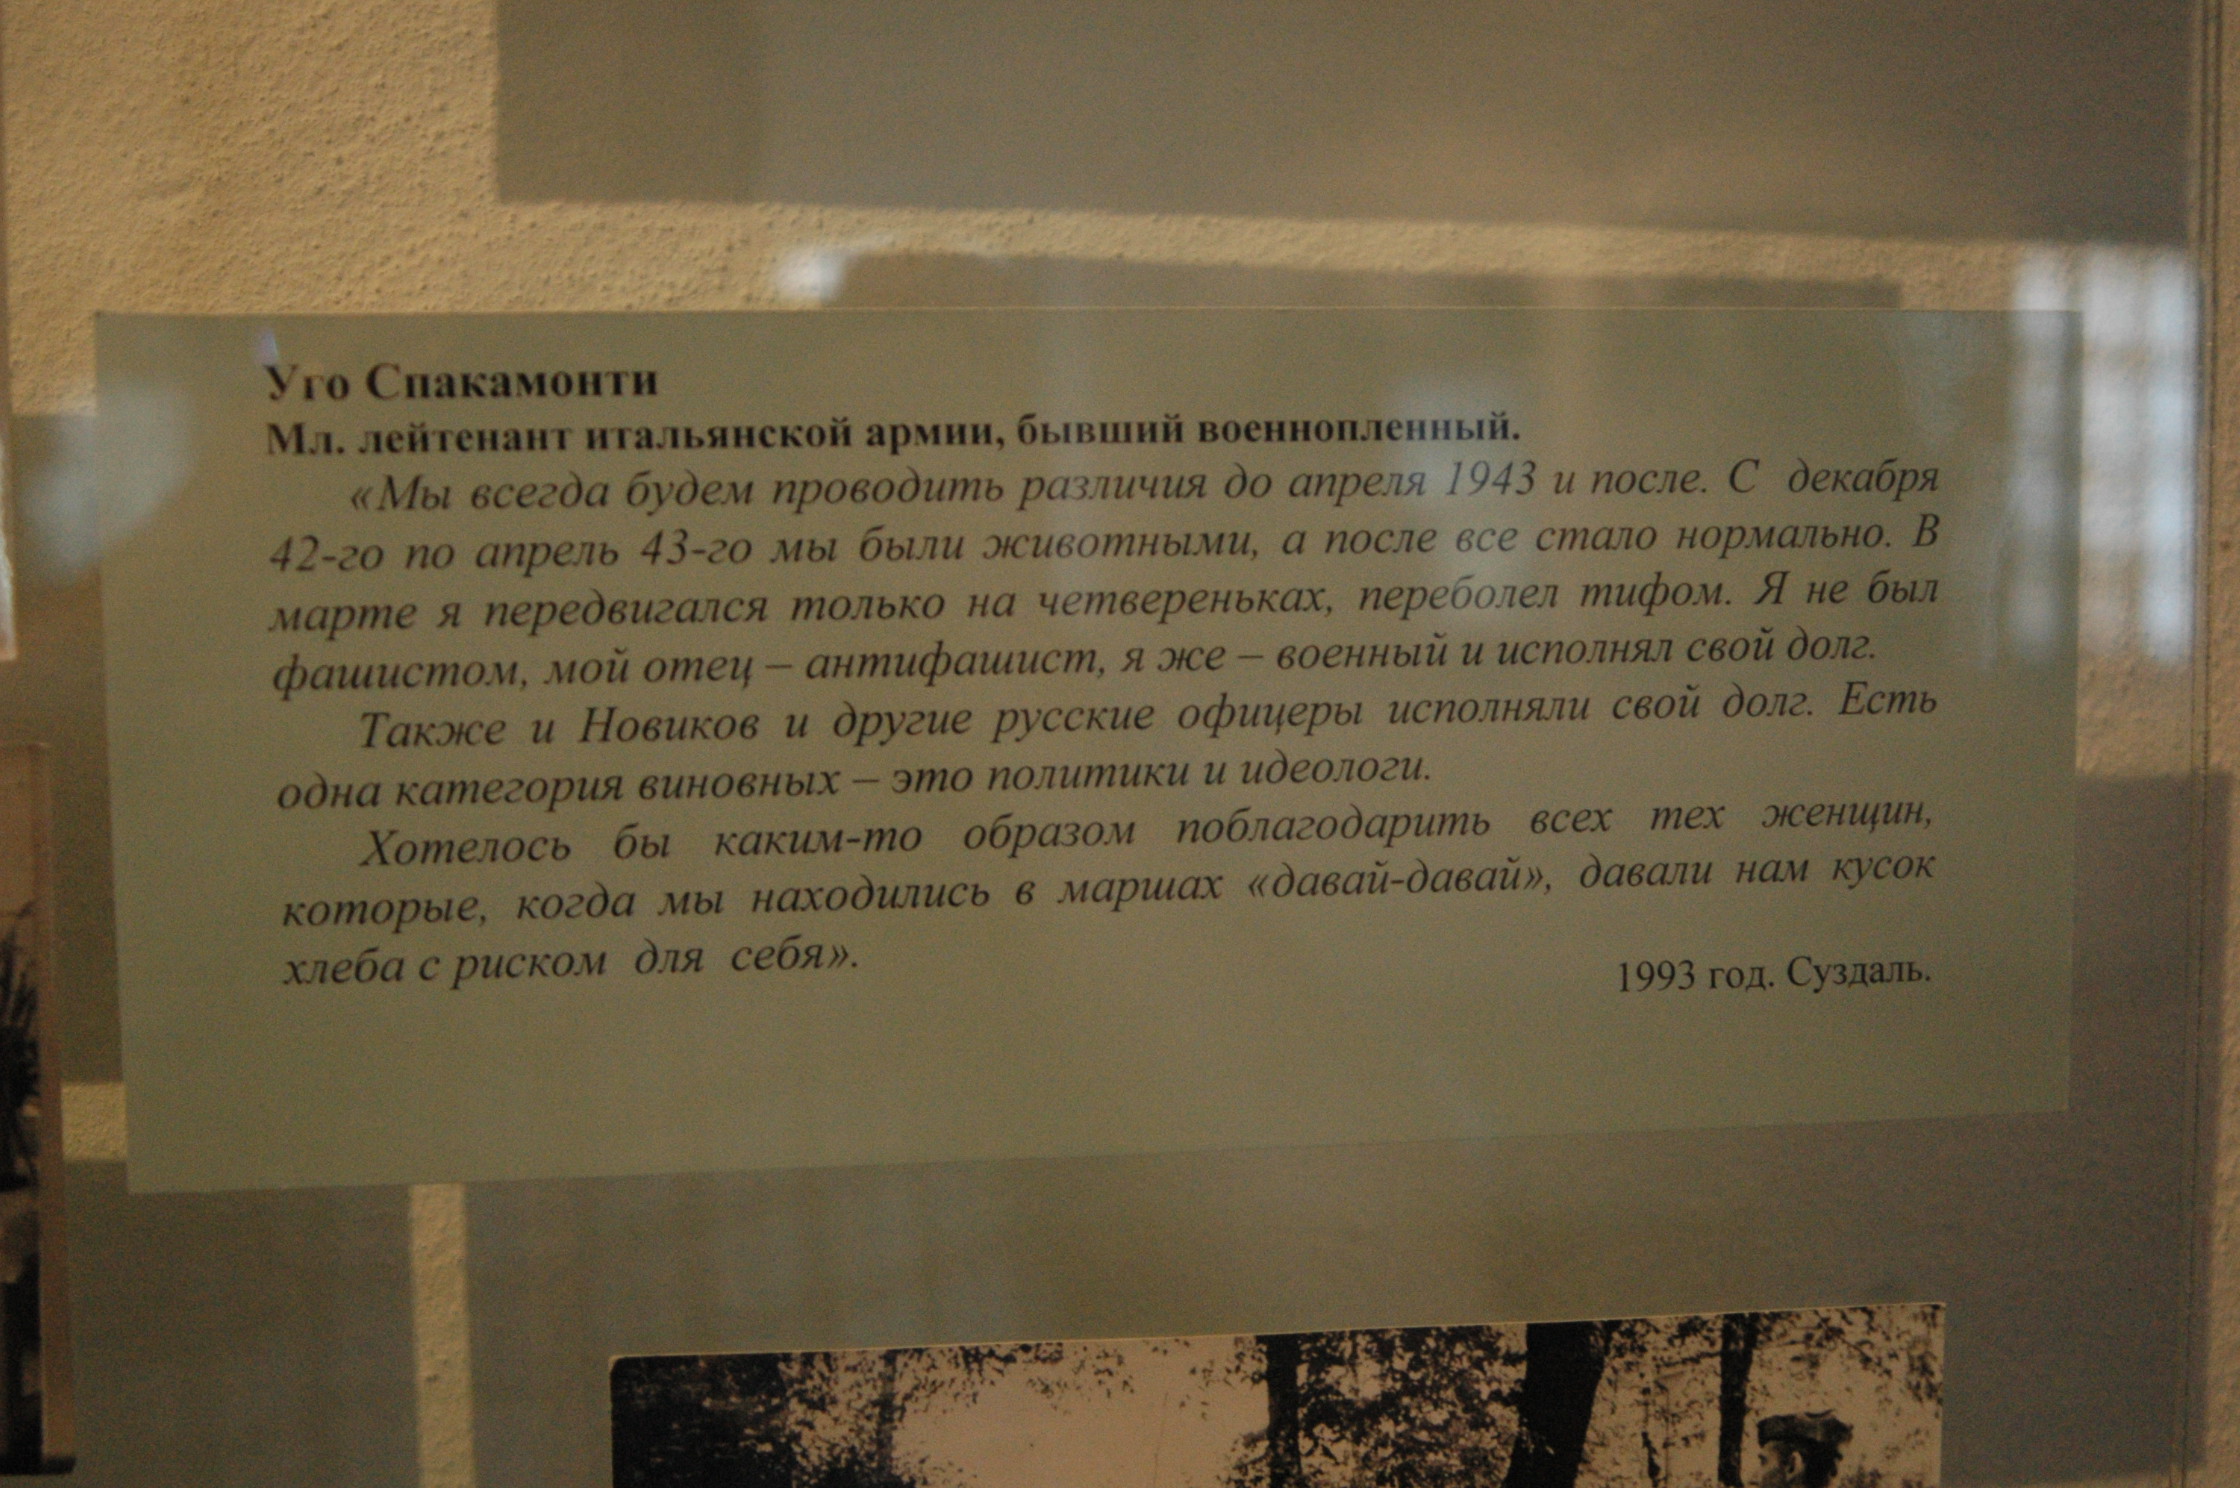 Уго Спакамонти
Мл. лейтенант итальянской армии, бывший военнопленный.
«Мы всегда будем проводить различия до апреля 1943 и после. С декабря
42-го по апрель 43-го мы были животными, а после все стало нормально. В
марте я передвигался только на четвереньках, переболел тифом. Я не был
фашистом, мой отец – антифашист, я же – военный и исполнял свой долг.
Также и Новиков и другие русские офицеры исполняли свой долг. Есть
одна категория виновных – это политики и идеологи.
Хотелось бы каким-то образом поблагодарить всех тех женщин,
которые, когда мы находились в маршах «давай-давай», давали нам кусок
хлеба с риском для себя».
1993 год. Суздаль.